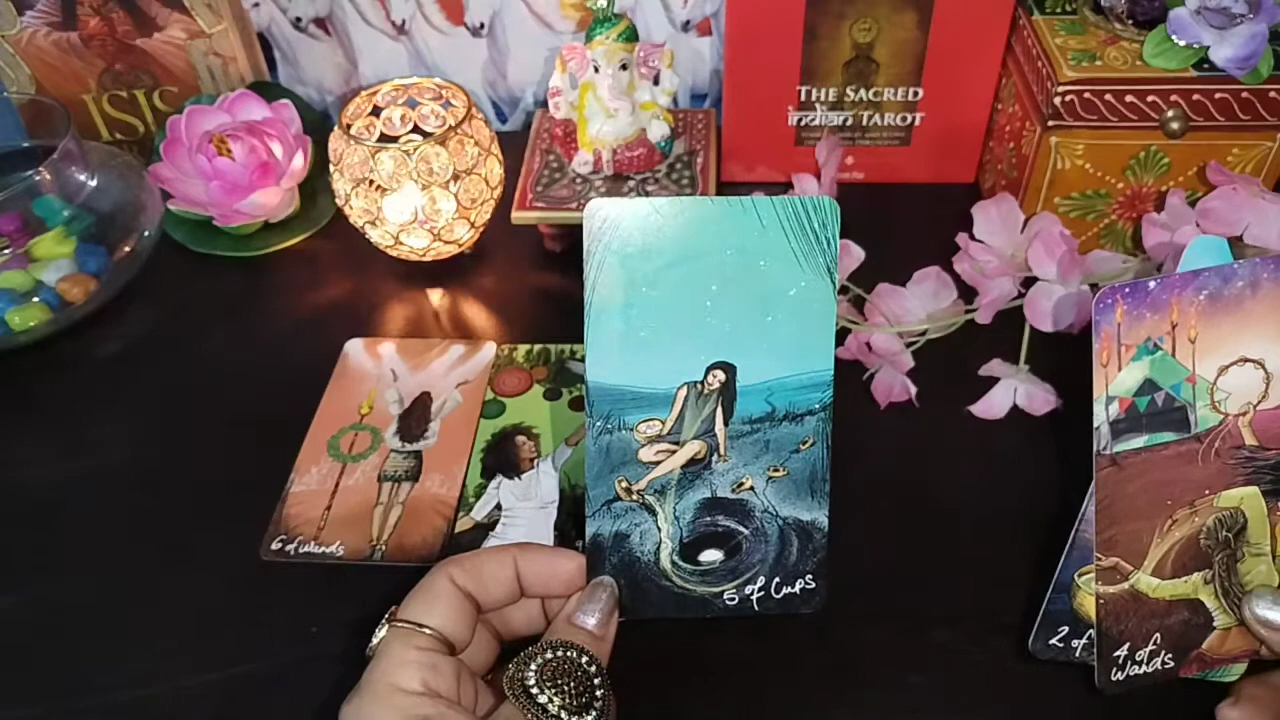 ISIS
THE SACRED
indian TAROT
6 of Wands
5 of Cups
2 of
4 of
Wands